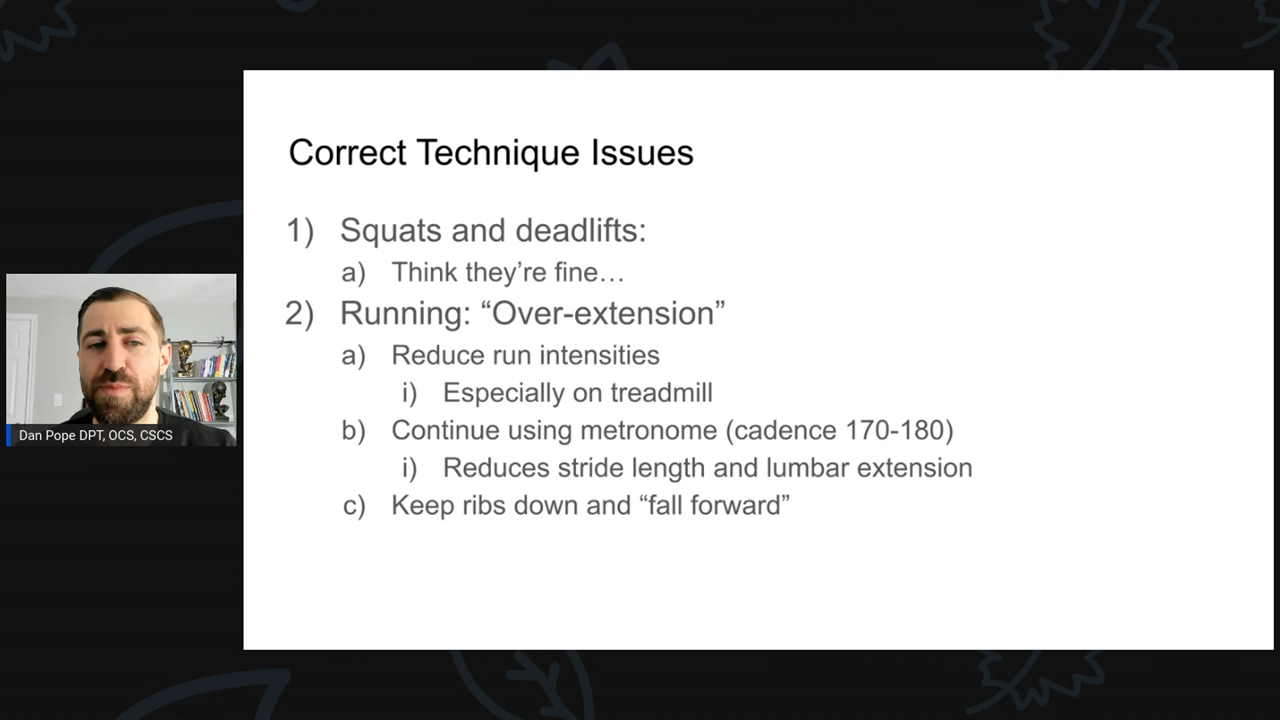 Correct Technique Issues
1) Squats and deadlifts:
a) Think they’re fine…
2) Running: “Over-extension”
a) Reduce run intensities
i) Especially on treadmill
b) Continue using metronome (cadence 170-180)
i) Reduces stride length and lumbar extension
c) Keep ribs down and “fall forward”
Dan Pope DPT, OCS, CSCS